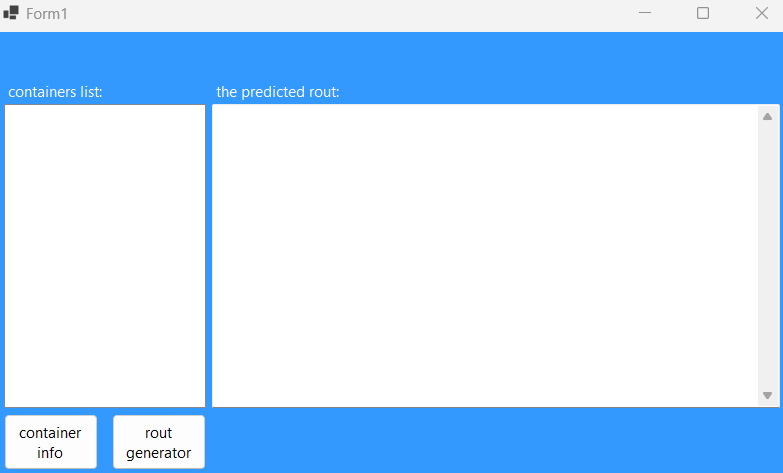 Form1
containers list:
the predicted rout:
container
info
rout
generator